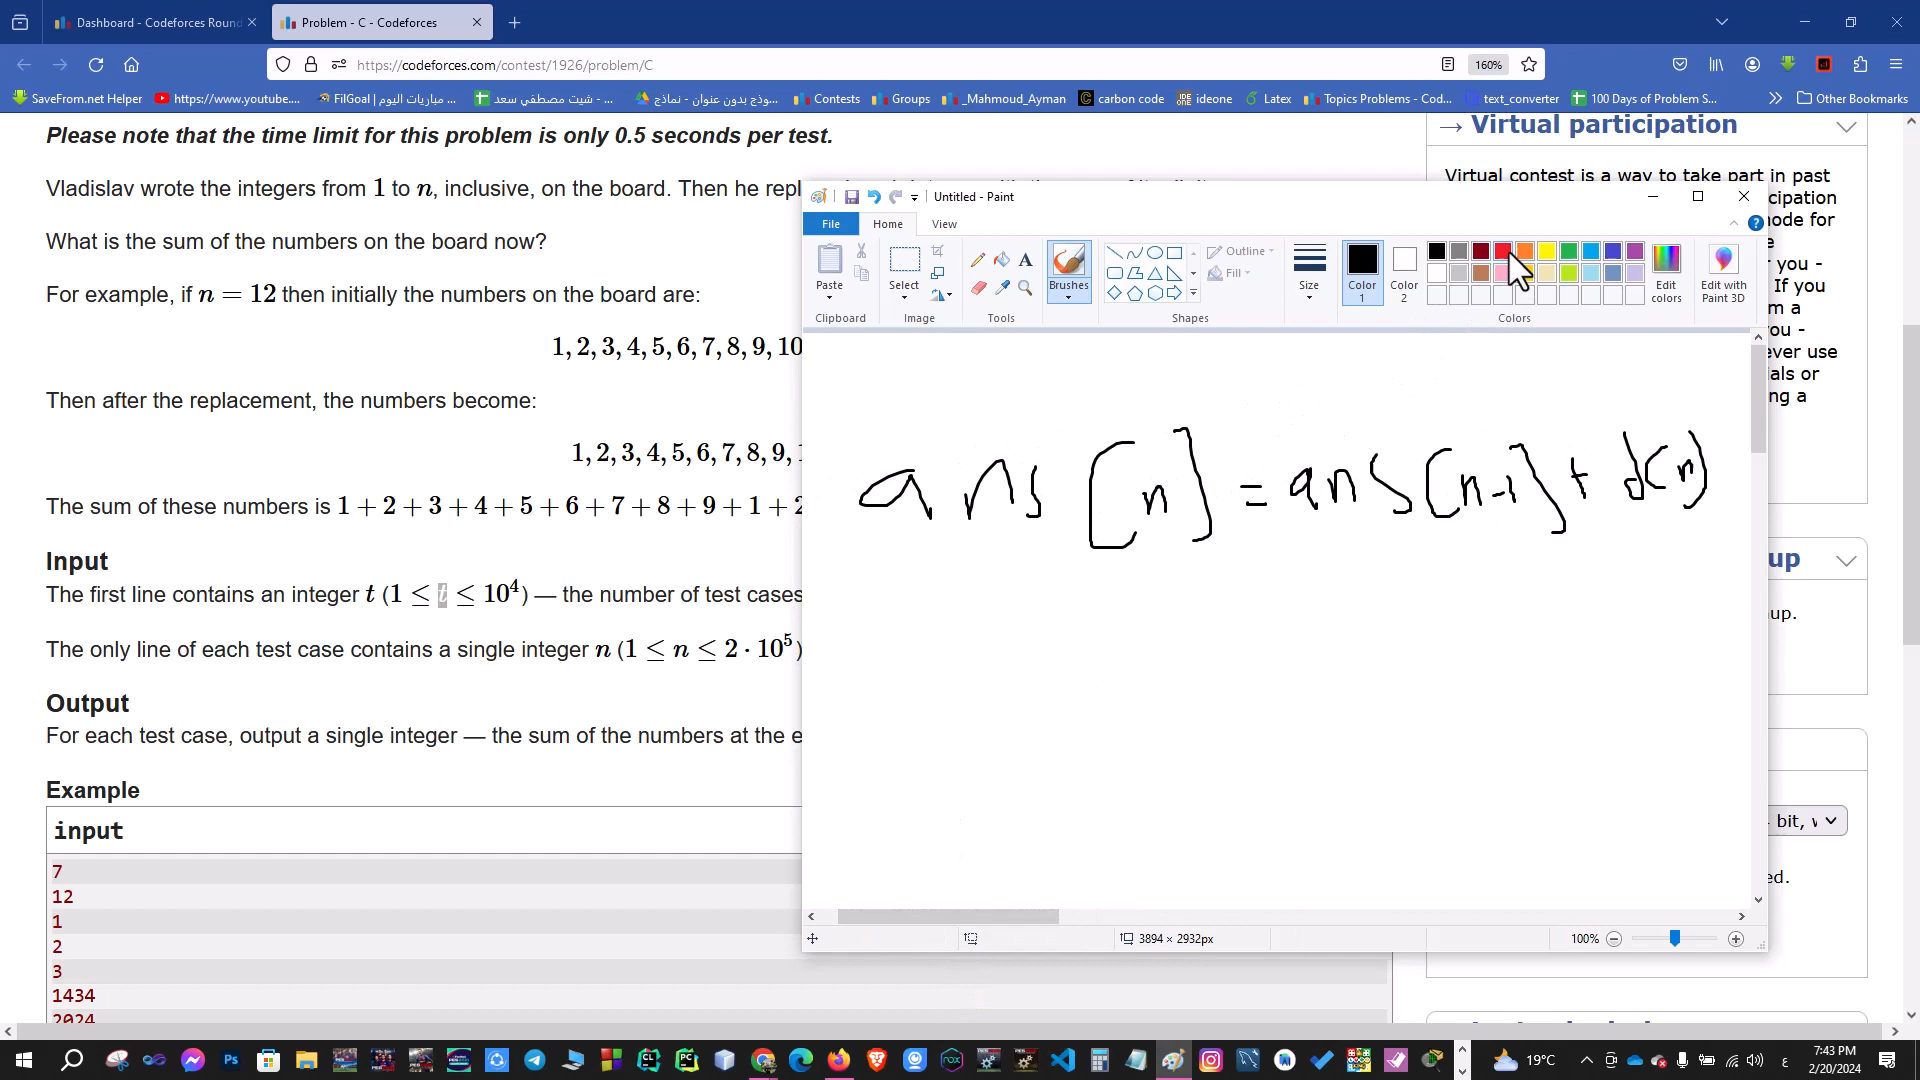 Dashboard - Codeforces Round
Problem - C - Codeforces
https://codeforces.com/contest/1926/problem/C
160%
SaveFrom.net Helper
https://www.youtube....
FilGoal | مباريات اليوم ...
شيت مصطفي سعد - ...
نموذج بدون عنوان - نماذج...
Contests
Groups
_Mahmoud_Ayman
carbon code
ideone
Latex
Topics Problems - Cod...
text_converter
100 Days of Problem S...
Other Bookmarks
Please note that the time limit for this problem is only 0.5 seconds per test.
Vladislav wrote the integers from 1 to n, inclusive, on the board. Then he repl
What is the sum of the numbers on the board now?
For example, if n = 12 then initially the numbers on the board are:
1, 2, 3, 4, 5, 6, 7, 8, 9, 10
Then after the replacement, the numbers become:
1, 2, 3, 4, 5, 6, 7, 8, 9, 1
The sum of these numbers is 1 + 2 + 3 + 4 + 5 + 6 + 7 + 8 + 9 + 1 + 2
Input
The first line contains an integer t (1 ≤ t ≤ 10⁴) — the number of test cases
The only line of each test case contains a single integer n (1 ≤ n ≤ 2 · 10⁵)
Output
For each test case, output a single integer — the sum of the numbers at the e
Example
input
7
12
1
2
3
1434
2024
→ Virtual participation
Virtual contest is a way to take part in past
cipation
node for
e
r you -
If you
m a
you -
ever use
ials or
ng a
up
up.
bit, v
ed.
Untitled - Paint
File
Home
View
Paste
Select
Brushes
Outline
Fill
Size
Color 1
Color 2
Edit colors
Edit with Paint 3D
Clipboard
Image
Tools
Shapes
Colors
ans [n] = ans[n-1] + d(n)
3894 × 2932px
100%
19°C
ع
7:43 PM
2/20/2024